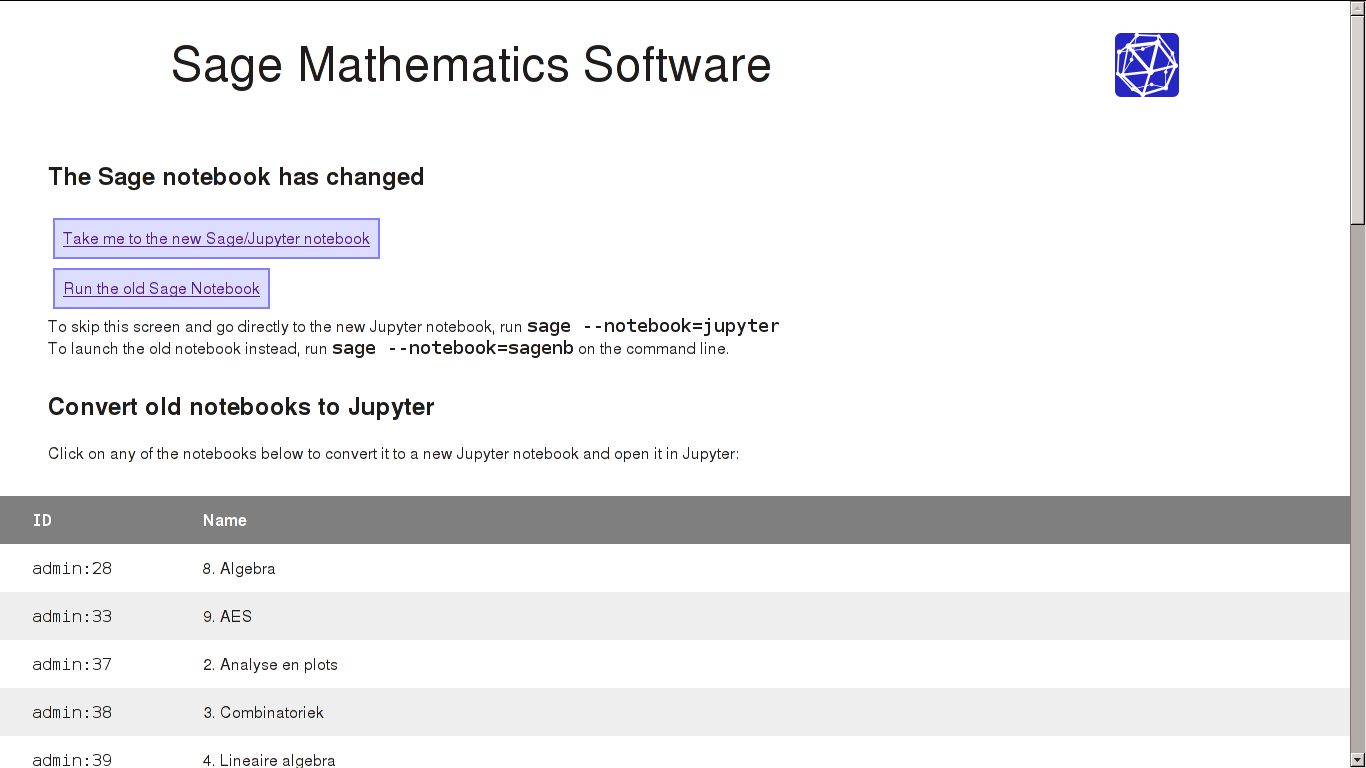 Sage Mathematics Software
The Sage notebook has changed
Take me to the new Sage/Jupyter notebook
Run the old Sage Notebook
To skip this screen and go directly to the new Jupyter notebook, run sage --notebook=jupyter
To launch the old notebook instead, run sage --notebook=sagenb on the command line.
Convert old notebooks to Jupyter
Click on any of the notebooks below to convert it to a new Jupyter notebook and open it in Jupyter:
ID Name
admin:28 8. Algebra
admin:33 9. AES
admin:37 2. Analyse en plots
admin:38 3. Combinatoriek
admin:39 4. Lineaire algebra